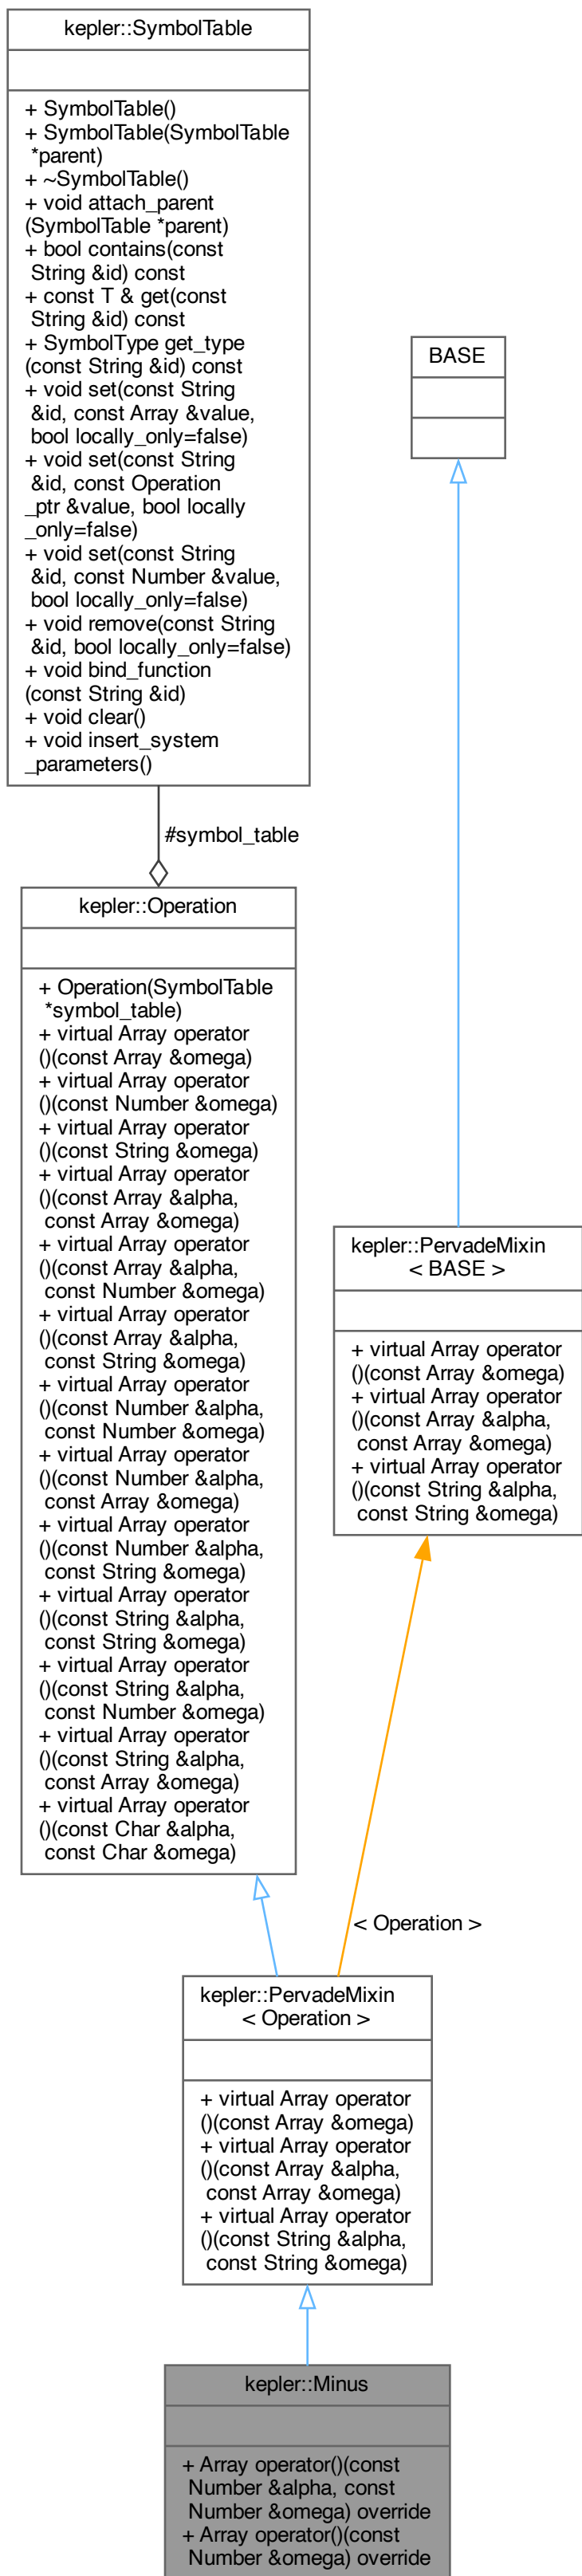 kepler::SymbolTable
+ SymbolTable()
+ SymbolTable(SymbolTable
*parent)
+ ~SymbolTable()
+ void attach_parent
(SymbolTable *parent)
+ bool contains(const
String &id) const
+ const T & get(const
String &id) const
+ SymbolType get_type
(const String &id) const
+ void set(const String
&id, const Array &value,
bool locally_only=false)
+ void set(const String
&id, const Operation
_ptr &value, bool locally
_only=false)
+ void set(const String
&id, const Number &value,
bool locally_only=false)
+ void remove(const String
&id, bool locally_only=false)
+ void bind_function
(const String &id)
+ void clear()
+ void insert_system
_parameters()
BASE
#symbol_table
kepler::Operation
+ Operation(SymbolTable
*symbol_table)
+ virtual Array operator
()(const Array &omega)
+ virtual Array operator
()(const Number &omega)
+ virtual Array operator
()(const String &omega)
+ virtual Array operator
()(const Array &alpha,
const Array &omega)
+ virtual Array operator
()(const Array &alpha,
const Number &omega)
+ virtual Array operator
()(const Array &alpha,
const String &omega)
+ virtual Array operator
()(const Number &alpha,
const Number &omega)
+ virtual Array operator
()(const Number &alpha,
const Array &omega)
+ virtual Array operator
()(const Number &alpha,
const String &omega)
+ virtual Array operator
()(const String &alpha,
const String &omega)
+ virtual Array operator
()(const String &alpha,
const Number &omega)
+ virtual Array operator
()(const String &alpha,
const Array &omega)
+ virtual Array operator
()(const Char &alpha,
const Char &omega)
kepler::PervadeMixin
< BASE >
+ virtual Array operator
()(const Array &omega)
+ virtual Array operator
()(const Array &alpha,
const Array &omega)
+ virtual Array operator
()(const String &alpha,
const String &omega)
< Operation >
kepler::PervadeMixin
< Operation >
+ virtual Array operator
()(const Array &omega)
+ virtual Array operator
()(const Array &alpha,
const Array &omega)
+ virtual Array operator
()(const String &alpha,
const String &omega)
kepler::Minus
+ Array operator()(const
Number &alpha, const
Number &omega) override
+ Array operator()(const
Number &omega) override